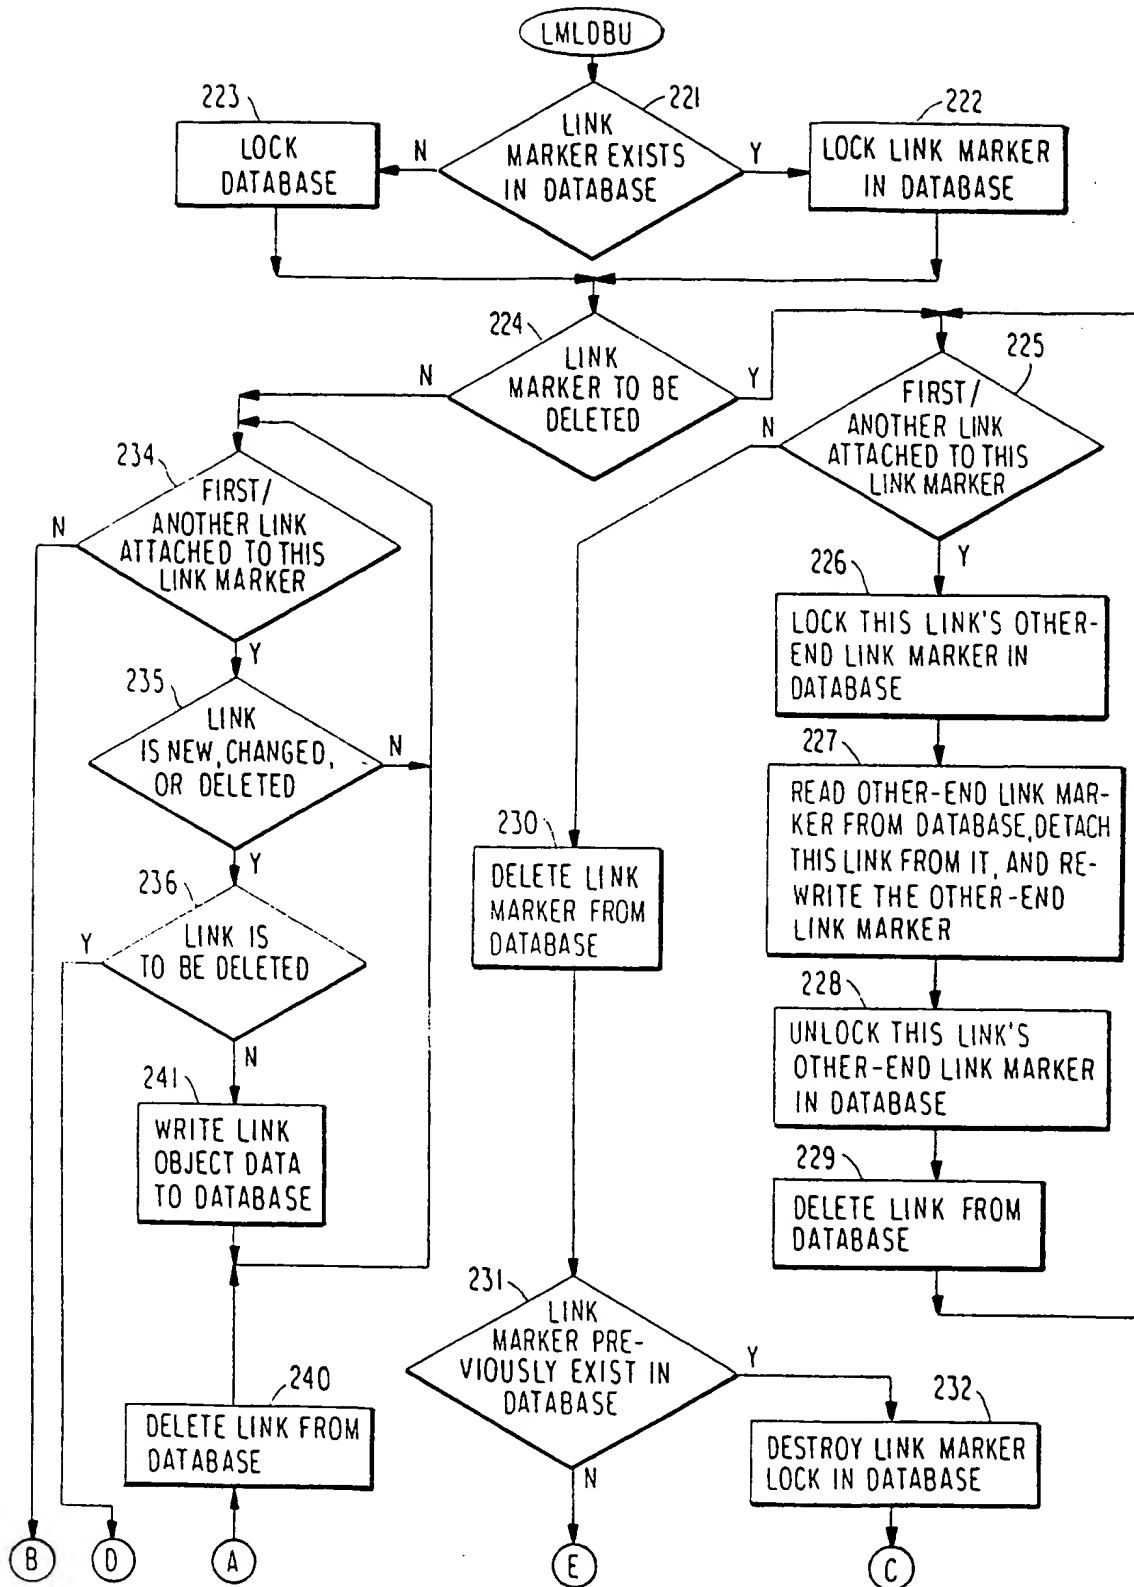 LMLDBU
223
221
222
LOCK
DATABASE
N
LINK
MARKER EXISTS
IN DATABASE
Y
LOCK LINK MARKER
IN DATABASE
224
N
LINK
MARKER TO BE
DELETED
Y
225
N
FIRST/
ANOTHER LINK
ATTACHED TO THIS
LINK MARKER
Y
234
N
FIRST/
ANOTHER LINK
ATTACHED TO THIS
LINK MARKER
Y
226
LOCK THIS LINK'S OTHER-
END LINK MARKER IN
DATABASE
235
LINK
IS NEW, CHANGED,
OR DELETED
N
Y
227
READ OTHER-END LINK MAR-
KER FROM DATABASE, DETACH
THIS LINK FROM IT, AND RE-
WRITE THE OTHER-END
LINK MARKER
230
DELETE LINK
MARKER FROM
DATABASE
236
Y
LINK IS
TO BE DELETED
N
228
UNLOCK THIS LINK'S
OTHER-END LINK MARKER
IN DATABASE
241
WRITE LINK
OBJECT DATA
TO DATABASE
229
DELETE LINK FROM
DATABASE
231
LINK
MARKER PRE-
VIOUSLY EXIST IN
DATABASE
Y
N
240
DELETE LINK FROM
DATABASE
232
DESTROY LINK MARKER
LOCK IN DATABASE
B
D
A
E
C